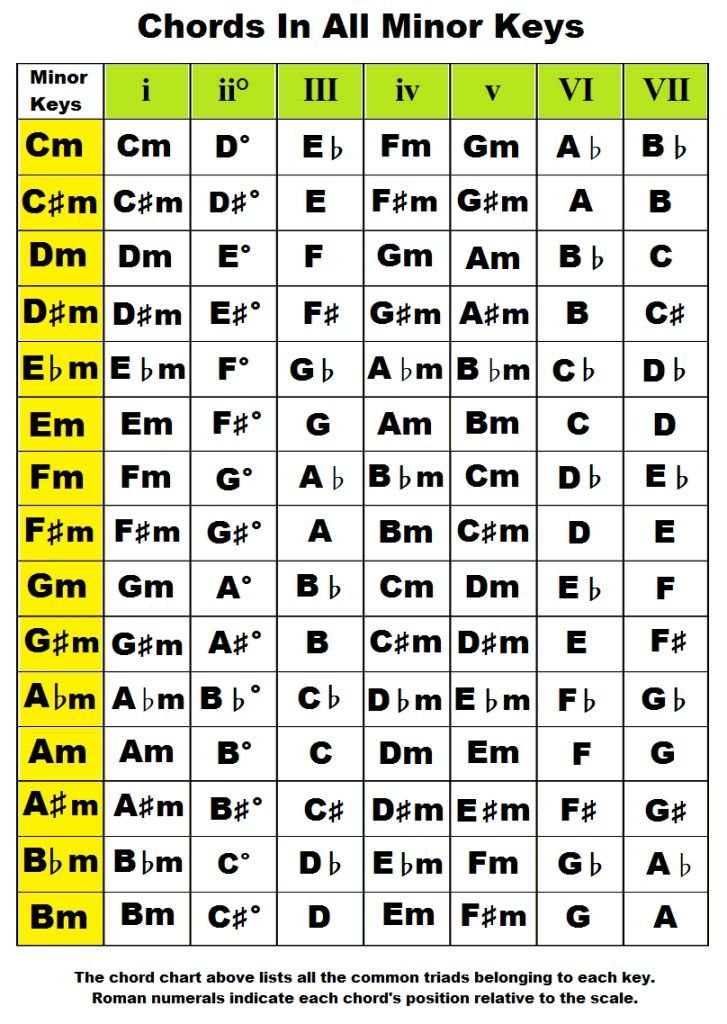 Chords In All Minor Keys
Minor Keys i ii° III iv v VI VII
Cm Cm D° E♭ Fm Gm A♭ B♭
C♯m C♯m D♯° E F♯m G♯m A B
Dm Dm E° F Gm Am B♭ C
D♯m D♯m E♯° F♯ G♯m A♯m B C♯
E♭m E♭m F° G♭ A♭m B♭m C♭ D♭
Em Em F♯° G Am Bm C D
Fm Fm G° A♭ B♭m Cm D♭ E♭
F♯m F♯m G♯° A Bm C♯m D E
Gm Gm A° B♭ Cm Dm E♭ F
G♯m G♯m A♯° B C♯m D♯m E F♯
A♭m A♭m B♭° C♭ D♭m E♭m F♭ G♭
Am Am B° C Dm Em F G
A♯m A♯m B♯° C♯ D♯m E♯m F♯ G♯
B♭m B♭m C° D♭ E♭m Fm G♭ A♭
Bm Bm C♯° D Em F♯m G A
The chord chart above lists all the common triads belonging to each key.
Roman numerals indicate each chord's position relative to the scale.